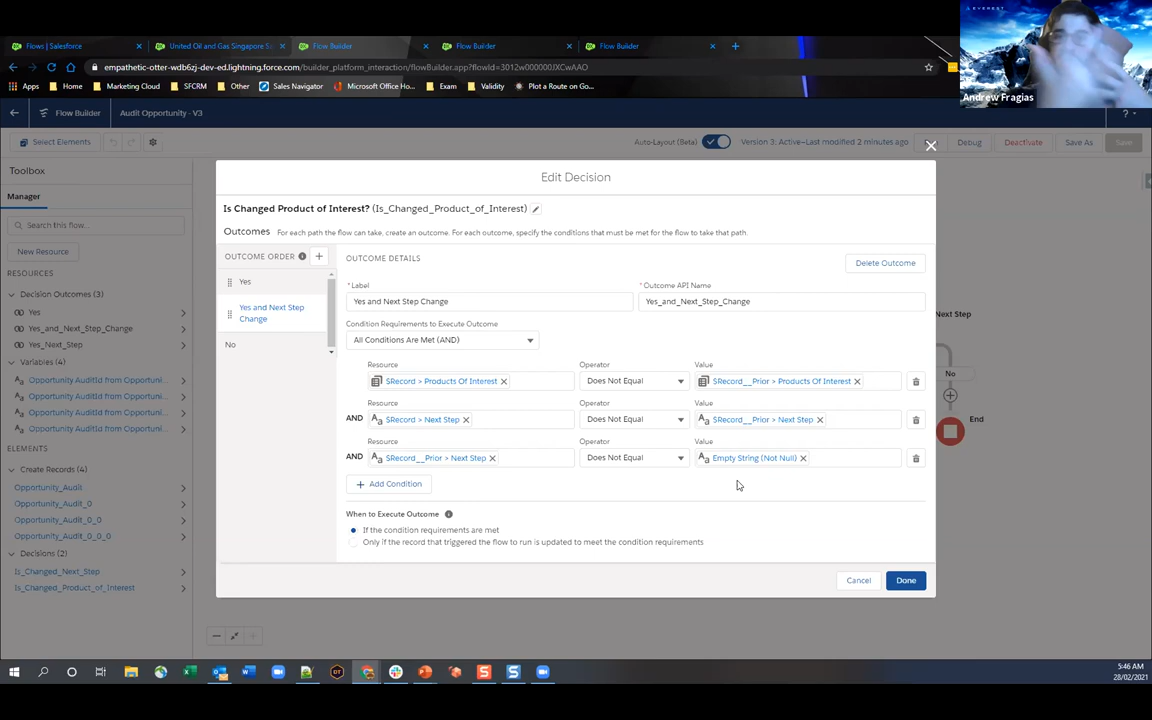 LEVEREST
Andrew Fragias
Flows | Salesforce
United Oil and Gas Singapore Sa
Flow Builder
Flow Builder
Flow Builder
empathetic-otter-wdb6zj-dev-ed.lightning.force.com/builder_platform_interaction/flowBuilder.app?flowId=3012w000000JXCwAAO
Apps
Home
Marketing Cloud
SFCRM
Other
Sales Navigator
Microsoft Office Ho...
Exam
Validity
Plot a Route on Go...
Flow Builder
Audit Opportunity - V3
?
Select Elements
Auto-Layout (Beta)
Version 3: Active—Last modified 2 minutes ago
Debug
Deactivate
Save As
Save
Toolbox
Manager
Search this flow...
New Resource
RESOURCES
Decision Outcomes (3)
Yes
Yes_and_Next_Step_Change
Yes_Next_Step
Variables (4)
Opportunity AuditId from Opportuni...
Opportunity AuditId from Opportuni...
Opportunity AuditId from Opportuni...
Opportunity AuditId from Opportuni...
ELEMENTS
Create Records (4)
Opportunity_Audit
Opportunity_0
Opportunity_0_0
Opportunity_0_0_0
Decisions (2)
Is_Changed_Next_Step
Is_Changed_Product_of_Interest
Edit Decision
Is Changed Product of Interest? (Is_Changed_Product_of_Interest)
Outcomes
For each path the flow can take, create an outcome. For each outcome, specify the conditions that must be met for the flow to take that path.
OUTCOME ORDER
Yes
Yes and Next Step
Change
No
OUTCOME DETAILS
Delete Outcome
* Label
* Outcome API Name
Yes and Next Step Change
Yes_and_Next_Step_Change
Condition Requirements to Execute Outcome
All Conditions Are Met (AND)
Resource
Operator
Value
$Record > Products Of Interest
Does Not Equal
$Record__Prior > Products Of Interest
Resource
Operator
Value
AND
$Record > Next Step
Does Not Equal
$Record__Prior > Next Step
Resource
Operator
Value
AND
$Record__Prior > Next Step
Does Not Equal
Empty String (Not Null)
Add Condition
When to Execute Outcome
If the condition requirements are met
Only if the record that triggered the flow to run is updated to meet the condition requirements
Cancel
Done
Next Step
No
End
5:46 AM
28/02/2021